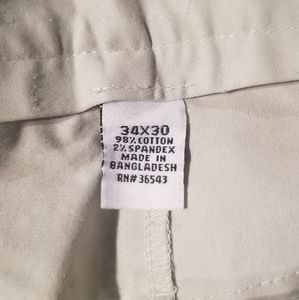 34X30
98% COTTON
2% SPANDEX
MADE IN
BANGLADESH
RN# 36543